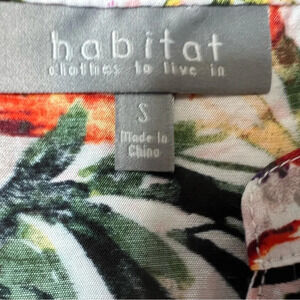 habitat
clothes to live in
S
Made In
China